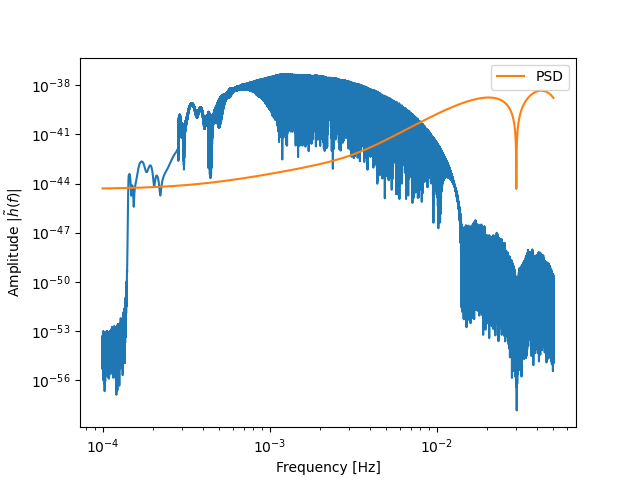 PSD
10⁻³⁸
10⁻⁴¹
10⁻⁴⁴
10⁻⁴⁷
10⁻⁵⁰
10⁻⁵³
10⁻⁵⁶
Amplitude |h̃(f)|
10⁻⁴ 10⁻³ 10⁻²
Frequency [Hz]